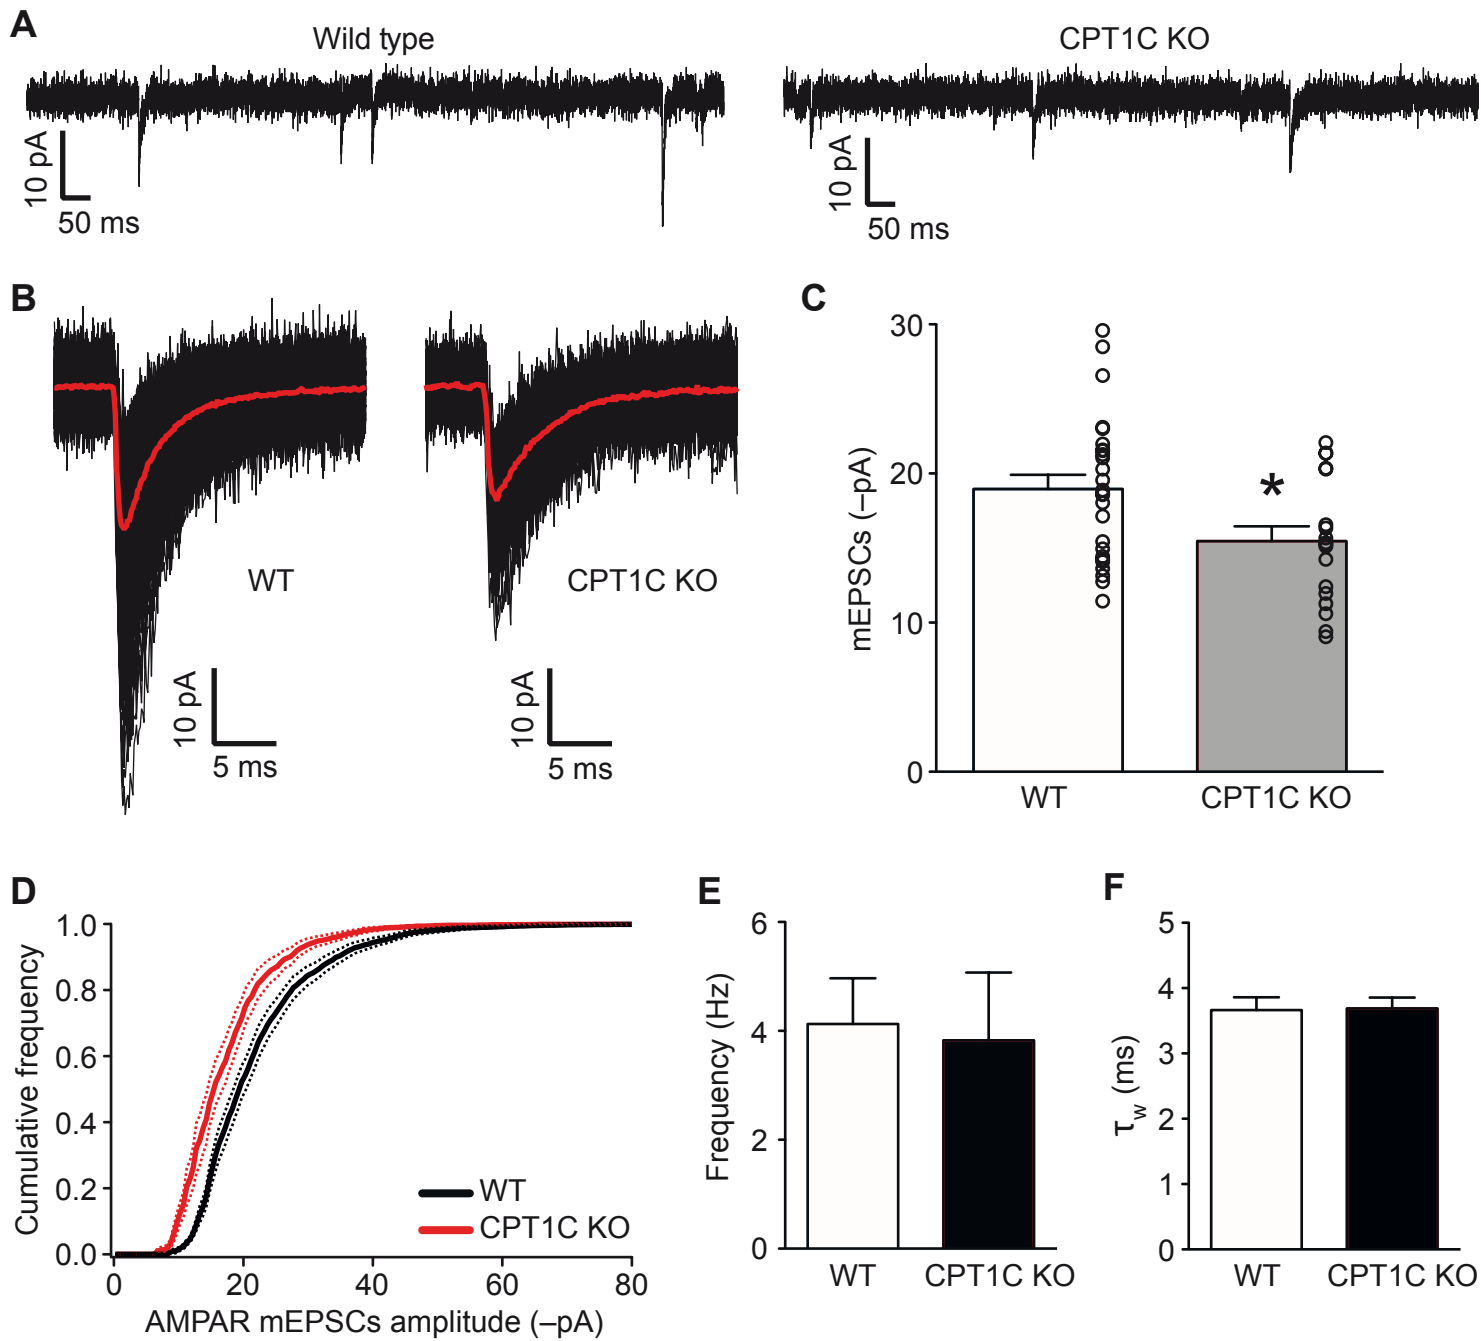 A
Wild type
CPT1C KO
10 pA
50 ms
10 pA
50 ms
B
WT
CPT1C KO
10 pA
5 ms
10 pA
5 ms
C
30
20
10
0
mEPSCs (–pA)
*
WT
CPT1C KO
D
1.0
0.8
0.6
0.4
0.2
0.0
Cumulative frequency
WT
CPT1C KO
0 20 40 60 80
AMPAR mEPSCs amplitude (–pA)
E
6
4
2
0
Frequency (Hz)
WT
CPT1C KO
F
5
4
3
2
1
0
τw (ms)
WT
CPT1C KO